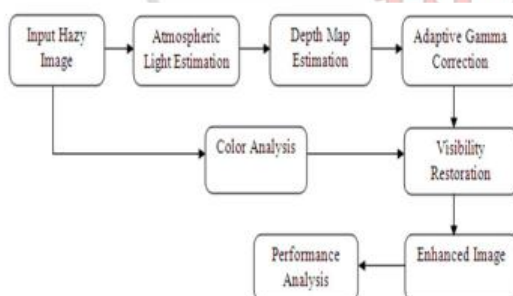 Input Hazy
Image
Atmospheric
Light Estimation
Depth Map
Estimation
Adaptive Gamma
Correction
Color Analysis
Visibility
Restoration
Performance
Analysis
Enhanced Image